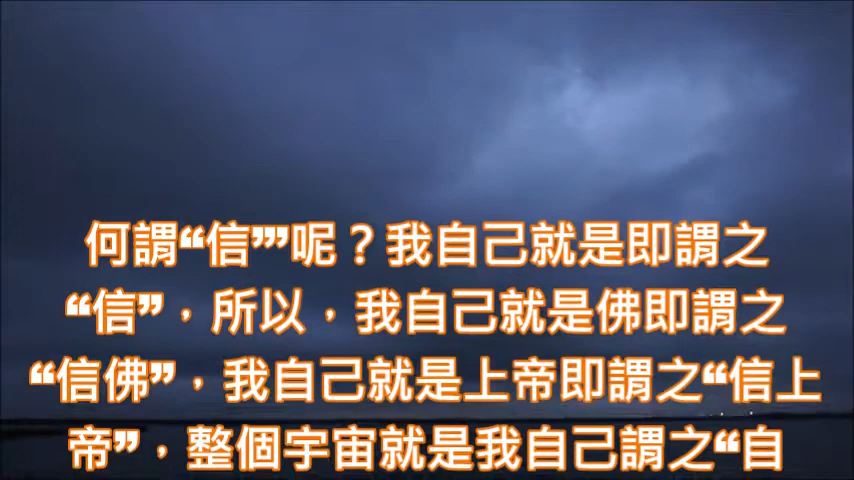 何謂“信”’呢？我自己就是即謂之
“信”，所以，我自己就是佛即謂之
“信佛”，我自己就是上帝即謂之“信上
帝”，整個宇宙就是我自己謂之“自